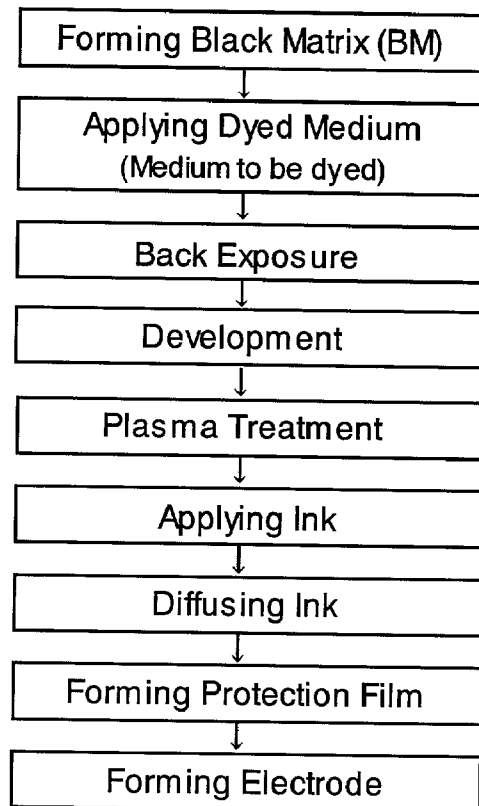 Forming Black Matrix (BM)
Applying Dyed Medium
(Medium to be dyed)
Back Exposure
Development
Plasma Treatment
Applying Ink
Diffusing Ink
Forming Protection Film
Forming Electrode